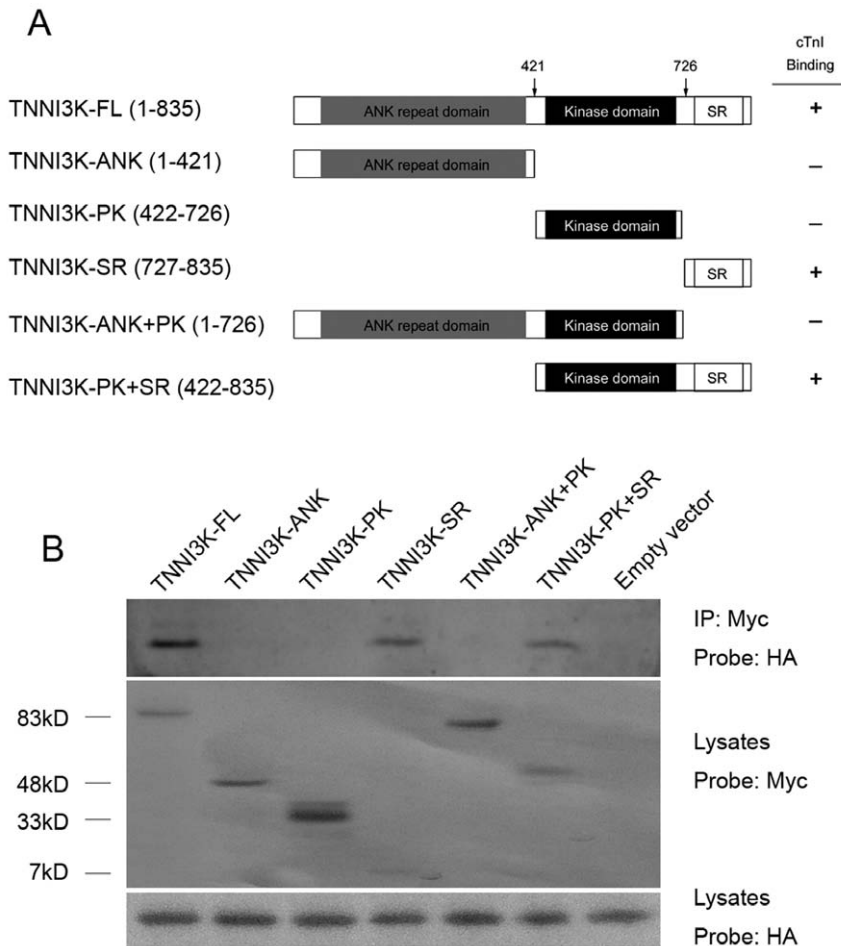 A
cTnI
Binding
421 726
TNNI3K-FL (1-835) ANK repeat domain Kinase domain SR +
TNNI3K-ANK (1-421) ANK repeat domain –
TNNI3K-PK (422-726) Kinase domain –
TNNI3K-SR (727-835) SR +
TNNI3K-ANK+PK (1-726) ANK repeat domain Kinase domain –
TNNI3K-PK+SR (422-835) Kinase domain SR +
B
TNNI3K-FL
TNNI3K-ANK
TNNI3K-PK
TNNI3K-SR
TNNI3K-ANK+PK
TNNI3K-PK+SR
Empty vector
IP: Myc
Probe: HA
83kD
48kD
33kD
7kD
Lysates
Probe: Myc
Lysates
Probe: HA